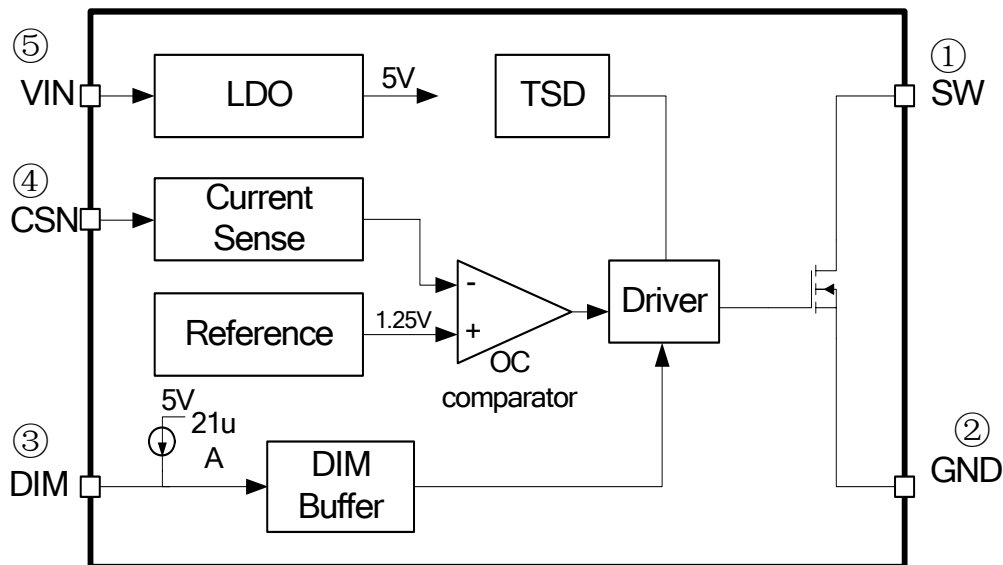 ⑤
VIN
LDO
5V
TSD
①
SW
④
CSN
Current
Sense
-
Driver
Reference
1.25V
+
OC
comparator
5V
21u
A
③
DIM
DIM
Buffer
②
GND